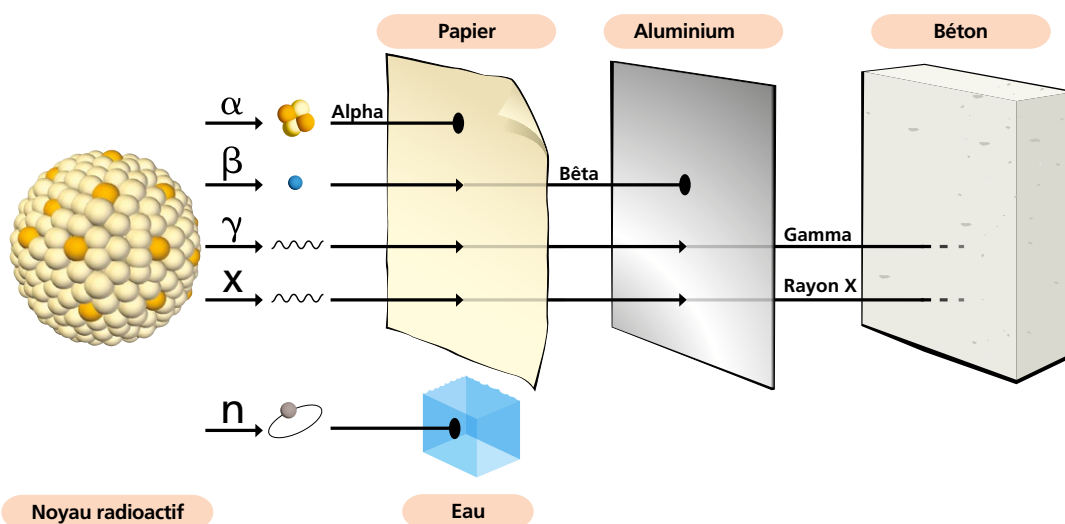 Papier
Aluminium
Béton
α
Alpha
β
Bêta
γ
Gamma
X
Rayon X
n
Noyau radioactif
Eau